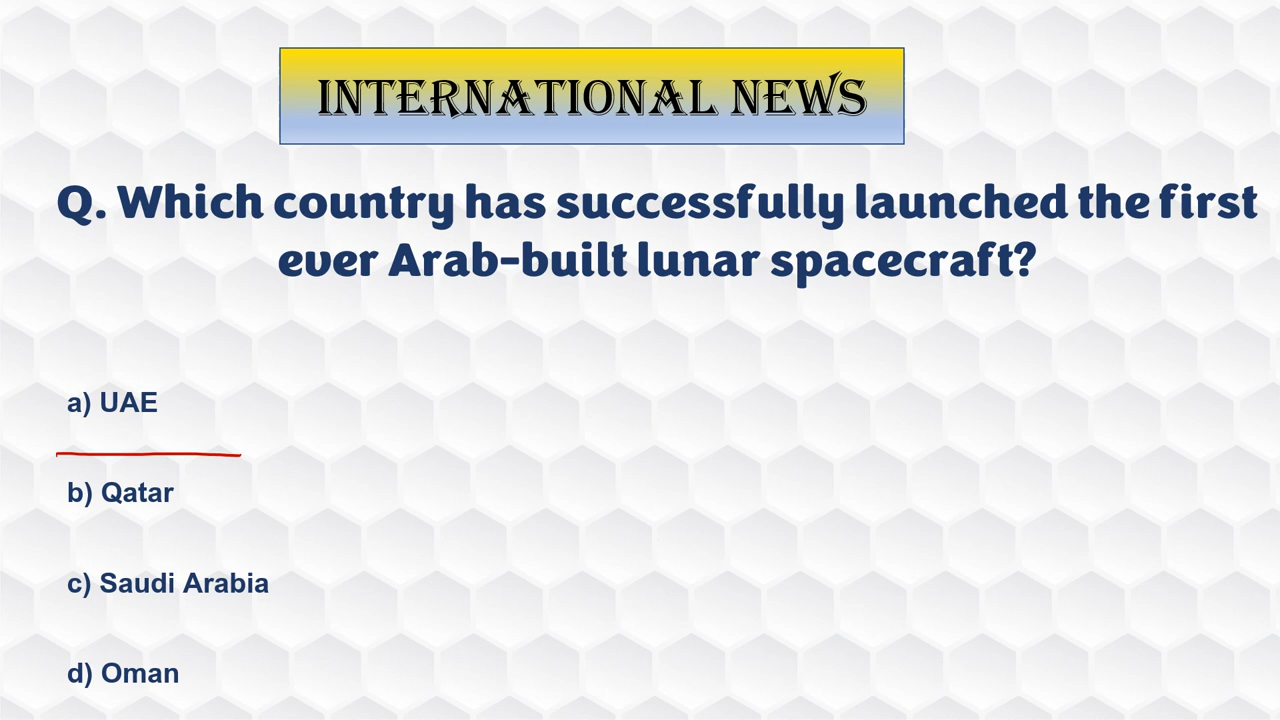 INTERNATIONAL NEWS
Q. Which country has successfully launched the first
ever Arab-built lunar spacecraft?
a) UAE
b) Qatar
c) Saudi Arabia
d) Oman